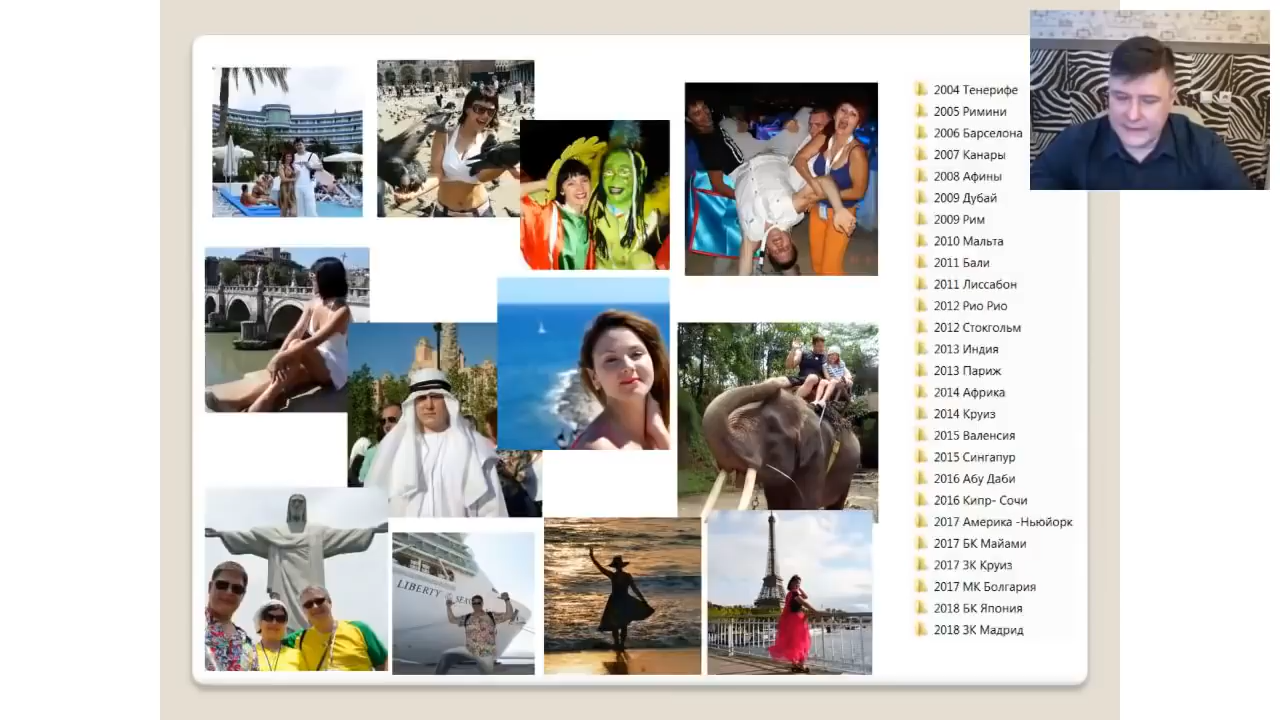 2004 Тенерифе
2005 Римини
2006 Барселона
2007 Канары
2008 Афины
2009 Дубай
2009 Рим
2010 Мальта
2011 Бали
2011 Лиссабон
2012 Рио Рио
2012 Стокгольм
2013 Индия
2013 Париж
2014 Африка
2014 Круиз
2015 Валенсия
2015 Сингапур
2016 Абу Даби
2016 Кипр- Сочи
2017 Америка -Ньюйорк
2017 БК Майами
2017 ЗК Круиз
2017 МК Болгария
2018 БК Япония
2018 ЗК Мадрид
LIBERTY SEAS